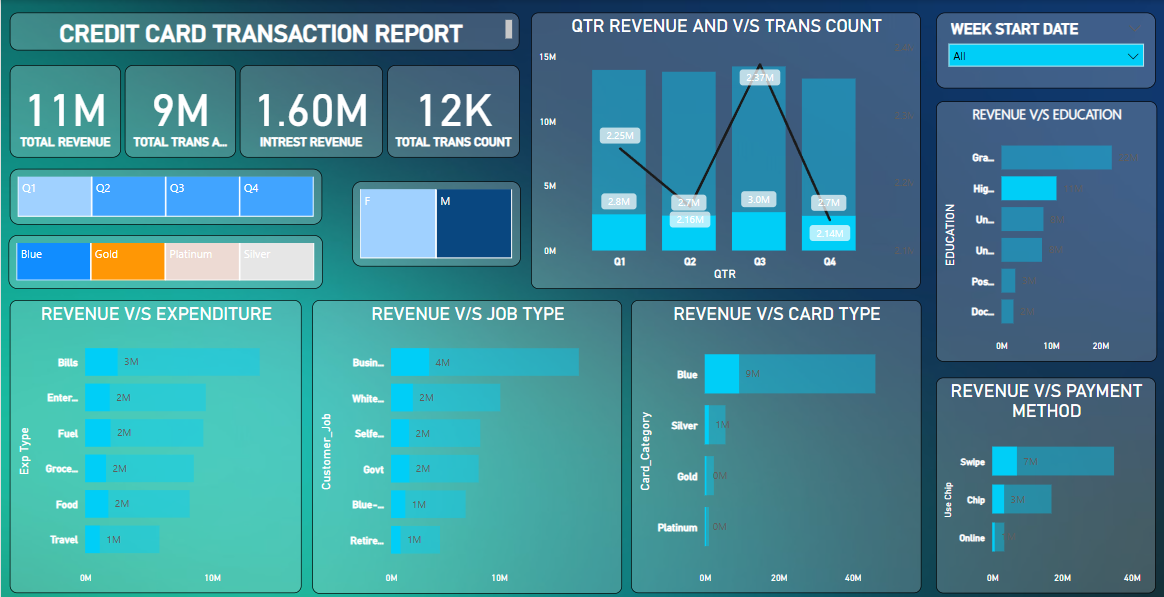 CREDIT CARD TRANSACTION REPORT
11M
TOTAL REVENUE
9M
TOTAL TRANS A...
1.60M
INTREST REVENUE
12K
TOTAL TRANS COUNT
Q1
Q2
Q3
Q4
F
M
Blue
Gold
Platinum
Silver
QTR REVENUE AND V/S TRANS COUNT
15M
10M
5M
0M
2.25M
2.8M
2.7M
2.16M
2.37M
3.0M
2.7M
2.14M
Q1
Q2
Q3
Q4
QTR
WEEK START DATE
All
REVENUE V/S EDUCATION
EDUCATION
Gra...
Hig...
Un...
Un...
Pos...
Doc...
0M
10M
20M
REVENUE V/S EXPENDITURE
Exp Type
Bills
3M
Enter...
2M
Fuel
2M
Groce...
2M
Food
2M
Travel
1M
0M
10M
REVENUE V/S JOB TYPE
Customer_Job
Busin...
4M
White...
2M
Selfe...
2M
Govt
2M
Blue-...
1M
Retire...
1M
0M
10M
REVENUE V/S CARD TYPE
Card_Category
Blue
9M
Silver
1M
Gold
0M
Platinum
0M
0M
20M
40M
REVENUE V/S PAYMENT
METHOD
Use Chip
Swipe
7M
Chip
3M
Online
0M
20M
40M